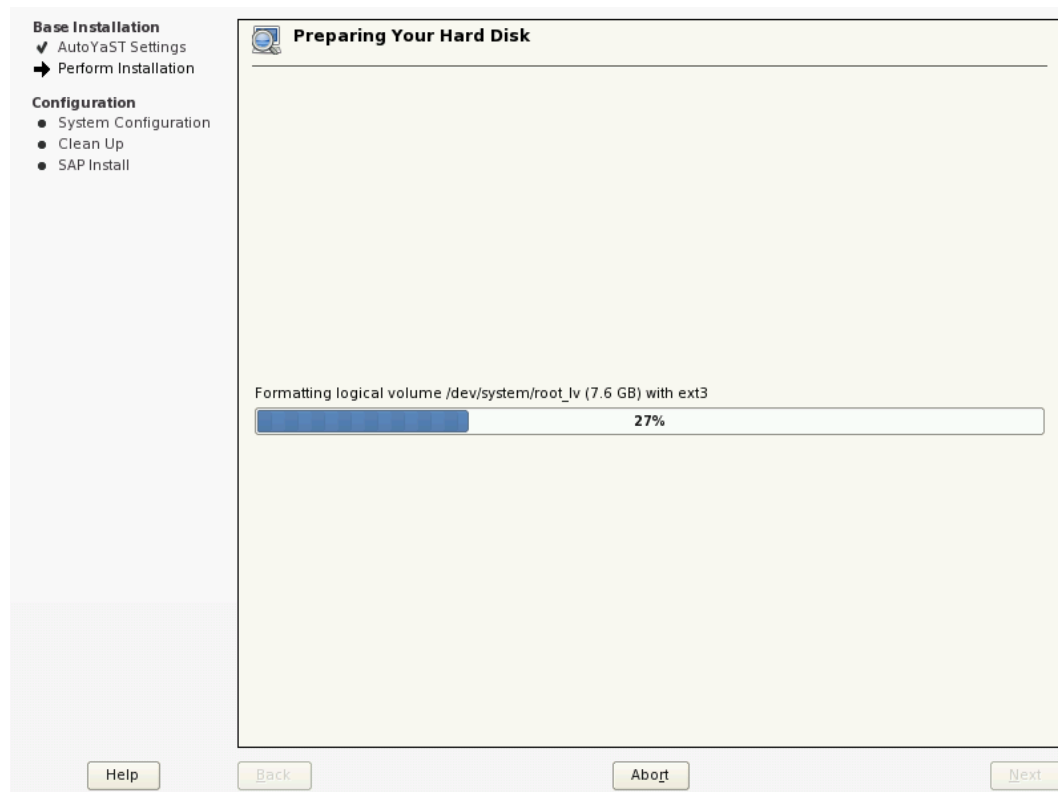 Base Installation
AutoYaST Settings
Perform Installation
Configuration
System Configuration
Clean Up
SAP Install
Preparing Your Hard Disk
Formatting logical volume /dev/system/root_lv (7.6 GB) with ext3
27%
Help
Back
Abort
Next